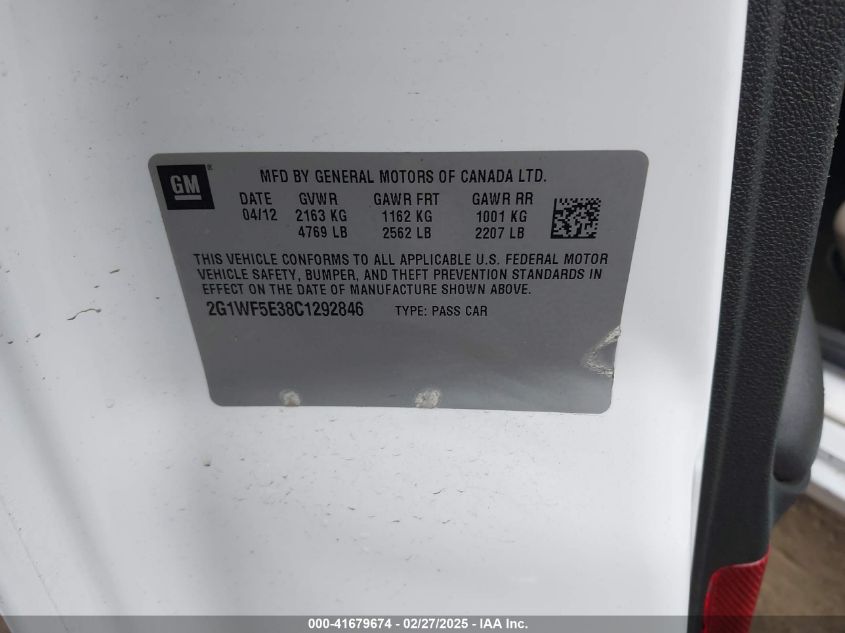 GM ®
MFD BY GENERAL MOTORS OF CANADA LTD.
DATE GVWR GAWR FRT GAWR RR
04/12 2163 KG 1162 KG 1001 KG
4769 LB 2562 LB 2207 LB
THIS VEHICLE CONFORMS TO ALL APPLICABLE U.S. FEDERAL MOTOR
VEHICLE SAFETY, BUMPER, AND THEFT PREVENTION STANDARDS IN
EFFECT ON THE DATE OF MANUFACTURE SHOWN ABOVE.
2G1WF5E38C1292846 TYPE: PASS CAR
000-41679674 - 02/27/2025 - IAA Inc.